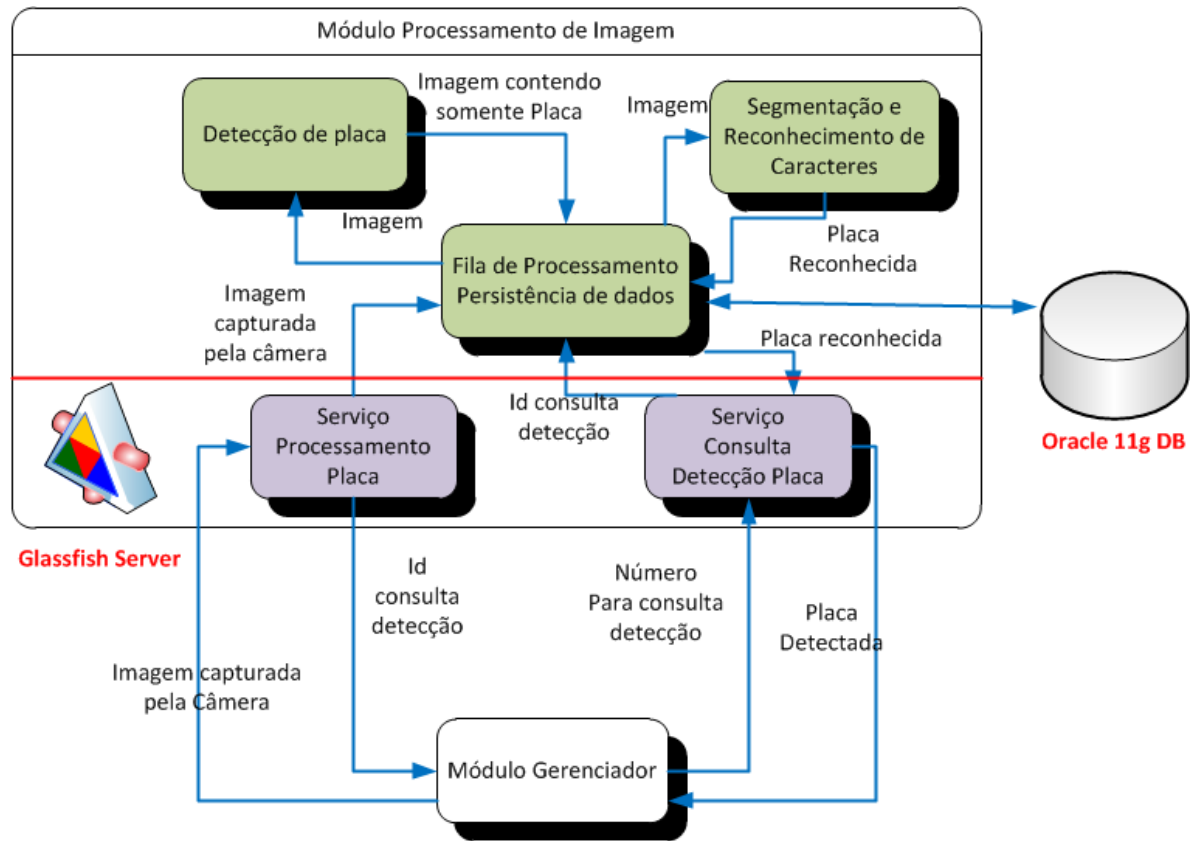 Módulo Processamento de Imagem
Detecção de placa
Imagem contendo
somente Placa
Imagem
Segmentação e
Reconhecimento de
Caracteres
Imagem
Placa
Reconhecida
Fila de Processamento
Persistência de dados
Imagem
capturada
pela câmera
Placa reconhecida
Id consulta
detecção
Serviço
Processamento
Placa
Serviço
Consulta
Detecção Placa
Oracle 11g DB
Glassfish Server
Id
consulta
detecção
Número
Para consulta
detecção
Placa
Detectada
Imagem capturada
pela Câmera
Módulo Gerenciador